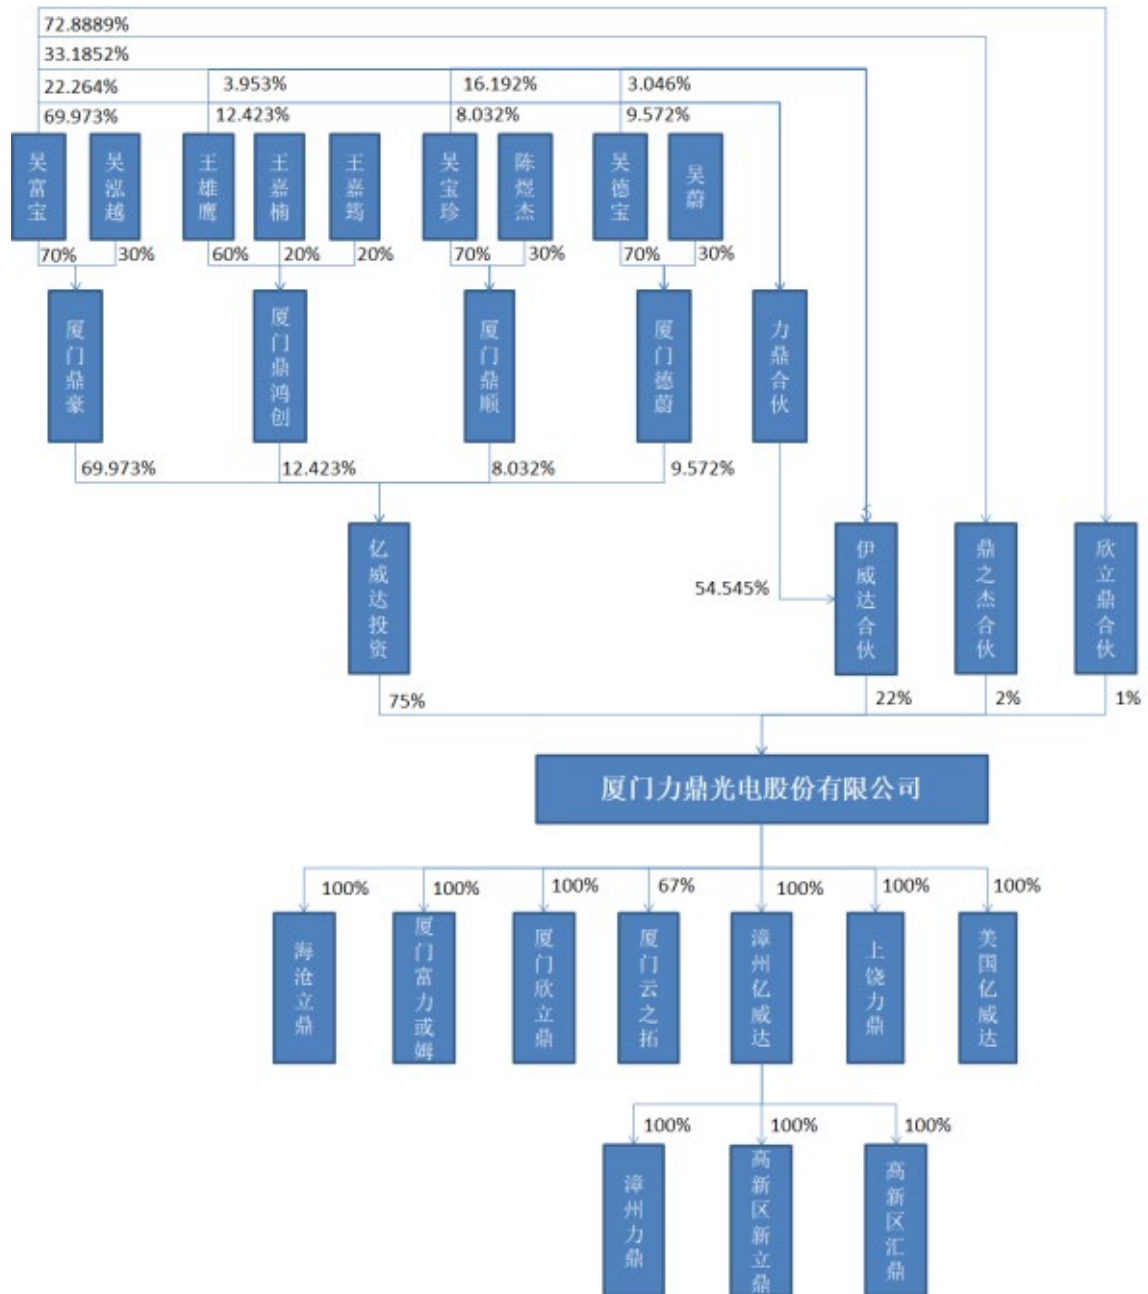 72.8889%
33.1852%
22.264%
3.953%
16.192%
3.046%
69.973%
12.423%
8.032%
9.572%
吴富宝
吴泓越
王雄鹰
王嘉楠
王嘉筠
吴宝珍
陈煜杰
吴德宝
吴蔚
70%
30%
60%
20%
20%
70%
30%
70%
30%
厦门鼎豪
厦门鼎鸿创
厦门鼎顺
厦门德蔚
力鼎合伙
69.973%
12.423%
8.032%
9.572%
亿威达投资
54.545%
伊威达合伙
鼎之杰合伙
欣立鼎合伙
75%
22%
2%
1%
厦门力鼎光电股份有限公司
100%
100%
100%
67%
100%
100%
100%
海沧立鼎
厦门富力或姆
厦门欣立鼎
厦门云之拓
漳州亿威达
上饶力鼎
美国亿威达
100%
100%
100%
漳州力鼎
高新区新立鼎
高新区汇鼎